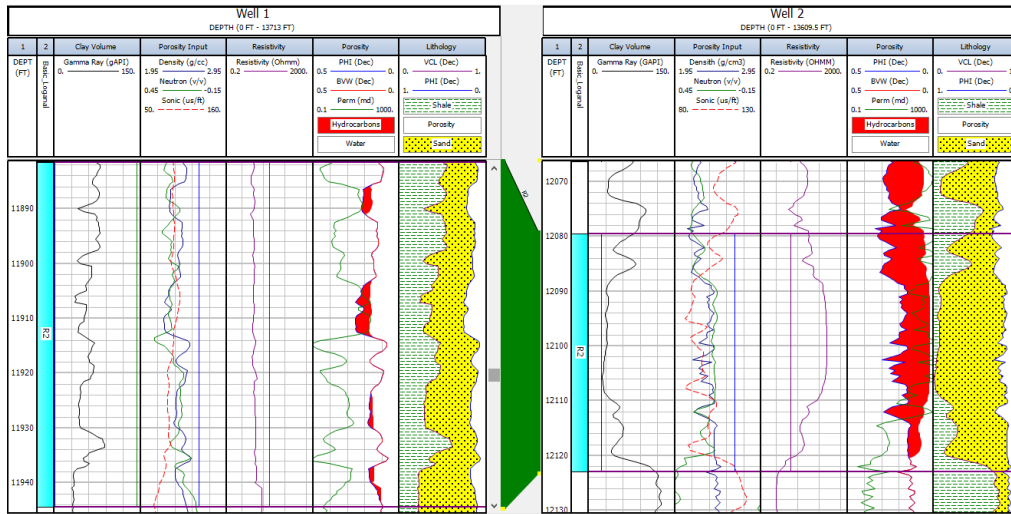 Well 1
DEPTH (0 FT - 13713 FT)
1 2 Clay Volume Porosity Input Resistivity Porosity Lithology
DEPT
(FT)
Basic_Logand
Gamma Ray (gAPI)
0. 150.
Density (g/cc)
1.95 2.95
Neutron (v/v)
0.45 -0.15
Sonic (us/ft)
50. 160.
Resistivity (Ohmm)
0.2 2000.
PHI (Dec)
0.5 0.
BVW (Dec)
0.5 0.
Perm (md)
0.1 1000.
Hydrocarbons
Water
VCL (Dec)
0. 1.
PHI (Dec)
1. 0.
Shale
Porosity
Sand
11890
11900
11910
11920
11930
11940
R2
Well 2
DEPTH (0 FT - 13609.5 FT)
1 2 Clay Volume Porosity Input Resistivity Porosity Lithology
DEPT
(FT)
Basic_Logand
Gamma Ray (GAPI)
0. 150.
Densith (g/cm3)
1.95 2.95
Neutron (v/v)
0.45 -0.15
Sonic (us/ft)
80. 130.
Resistivity (OHMM)
0.2 2000.
PHI (Dec)
0.5 0.
BVW (Dec)
0.5 0.
Perm (md)
0.1 1000.
Hydrocarbons
Water
VCL (Dec)
0. 1.
PHI (Dec)
1. 0.
Shale
Porosity
Sand
12070
12080
12090
12100
12110
12120
12130
R2